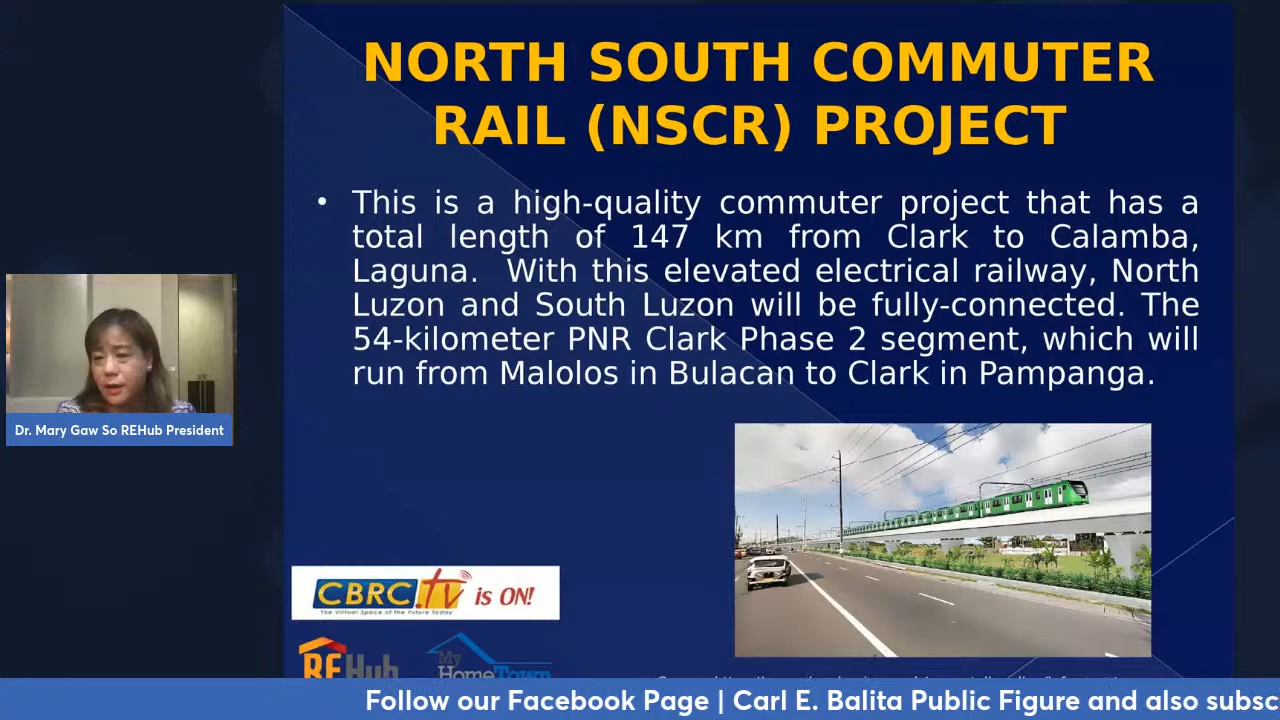 NORTH SOUTH COMMUTER
RAIL (NSCR) PROJECT
• This is a high-quality commuter project that has a
total length of 147 km from Clark to Calamba,
Laguna. With this elevated electrical railway, North
Luzon and South Luzon will be fully-connected. The
54-kilometer PNR Clark Phase 2 segment, which will
run from Malolos in Bulacan to Clark in Pampanga.
Dr. Mary Gaw So REHub President
CBRC.tv is ON!
The Virtual Space of the Future Today
REHub
My
HomeTown
Follow our Facebook Page | Carl E. Balita Public Figure and also subsc